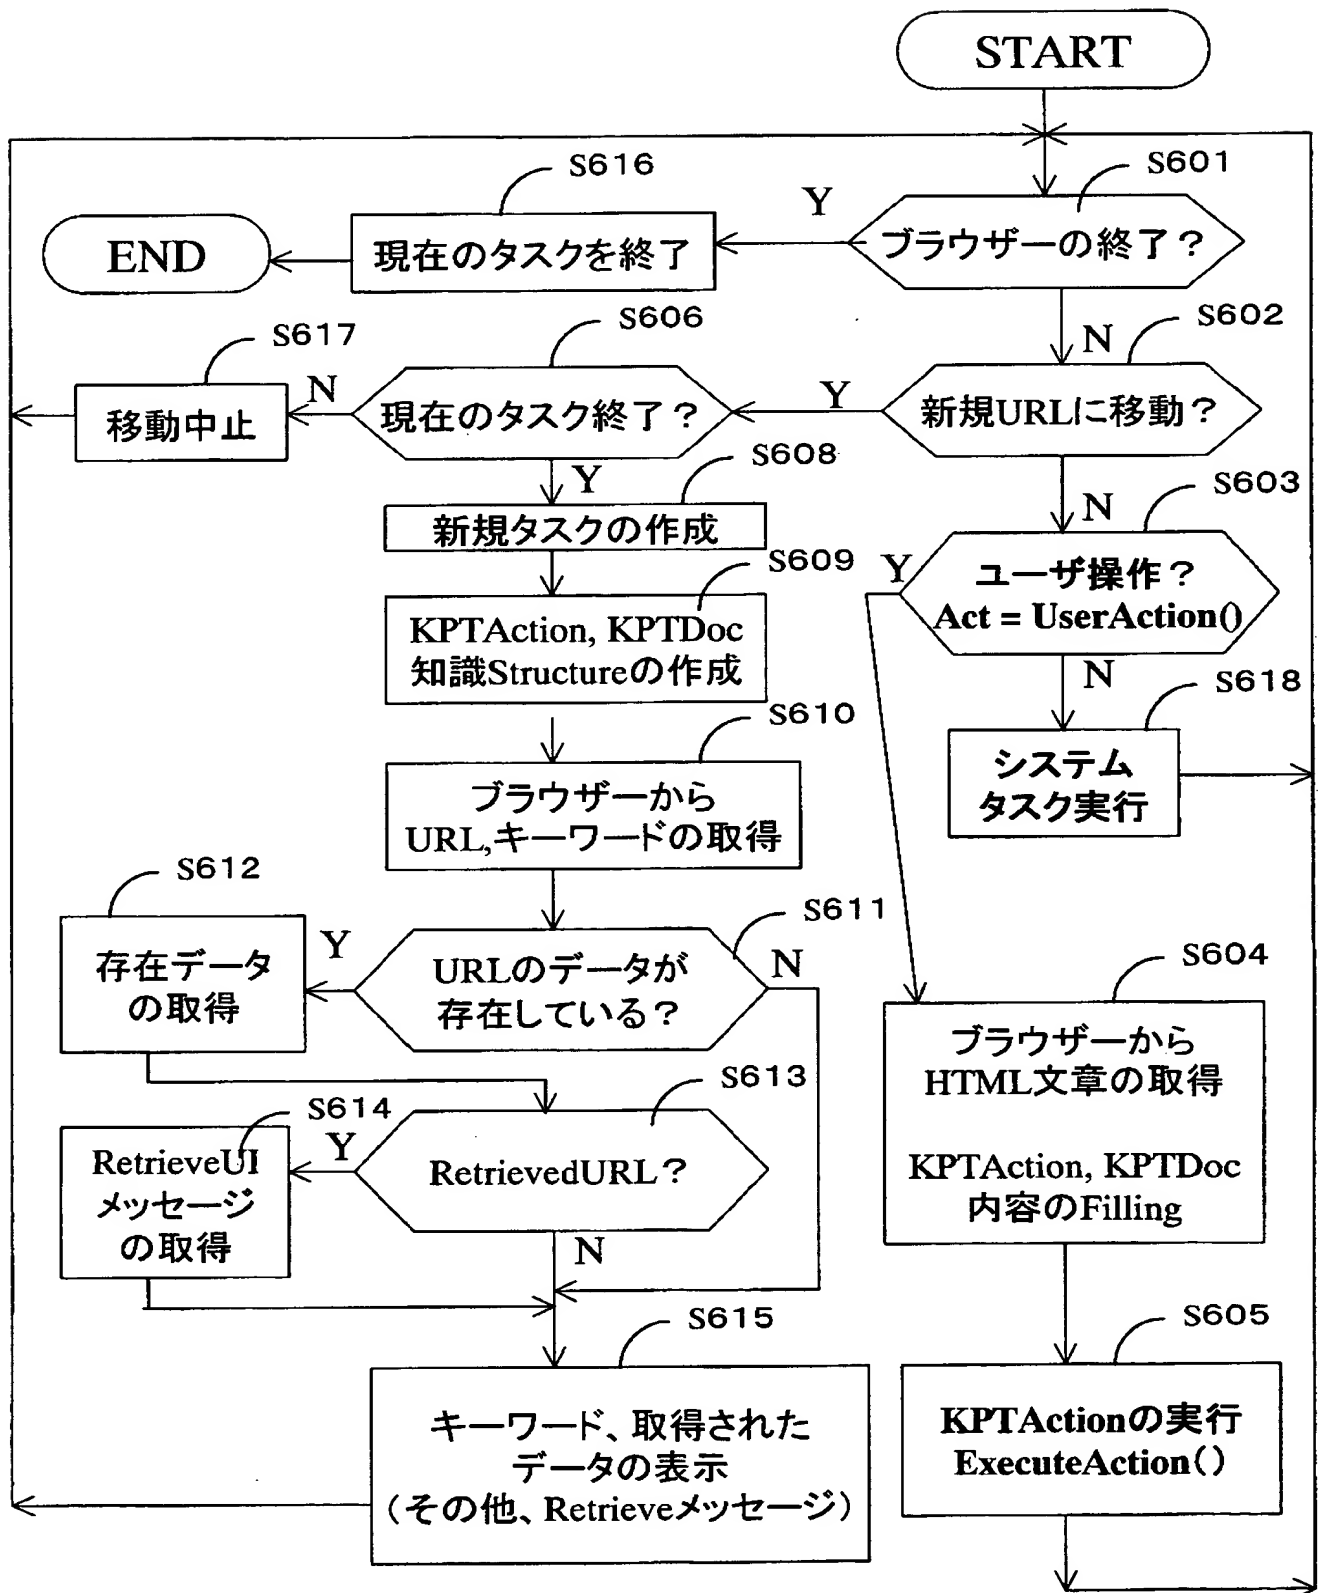 START
S601
ブラウザーの終了？
Y
N
S616
現在のタスクを終了
END
S602
新規URLに移動？
Y
N
S606
現在のタスク終了？
N
Y
S617
移動中止
S603
ユーザ操作？
Act = UserAction()
Y
N
S618
システム
タスク実行
S608
新規タスクの作成
S609
KPTAction, KPTDoc
知識Structureの作成
S610
ブラウザーから
URL,キーワードの取得
S611
URLのデータが
存在している？
Y
N
S612
存在データ
の取得
S613
RetrievedURL？
Y
N
S614
RetrieveUI
メッセージ
の取得
S615
キーワード、取得された
データの表示
（その他、Retrieveメッセージ）
S604
ブラウザーから
HTML文章の取得
KPTAction, KPTDoc
内容のFilling
S605
KPTActionの実行
ExecuteAction()